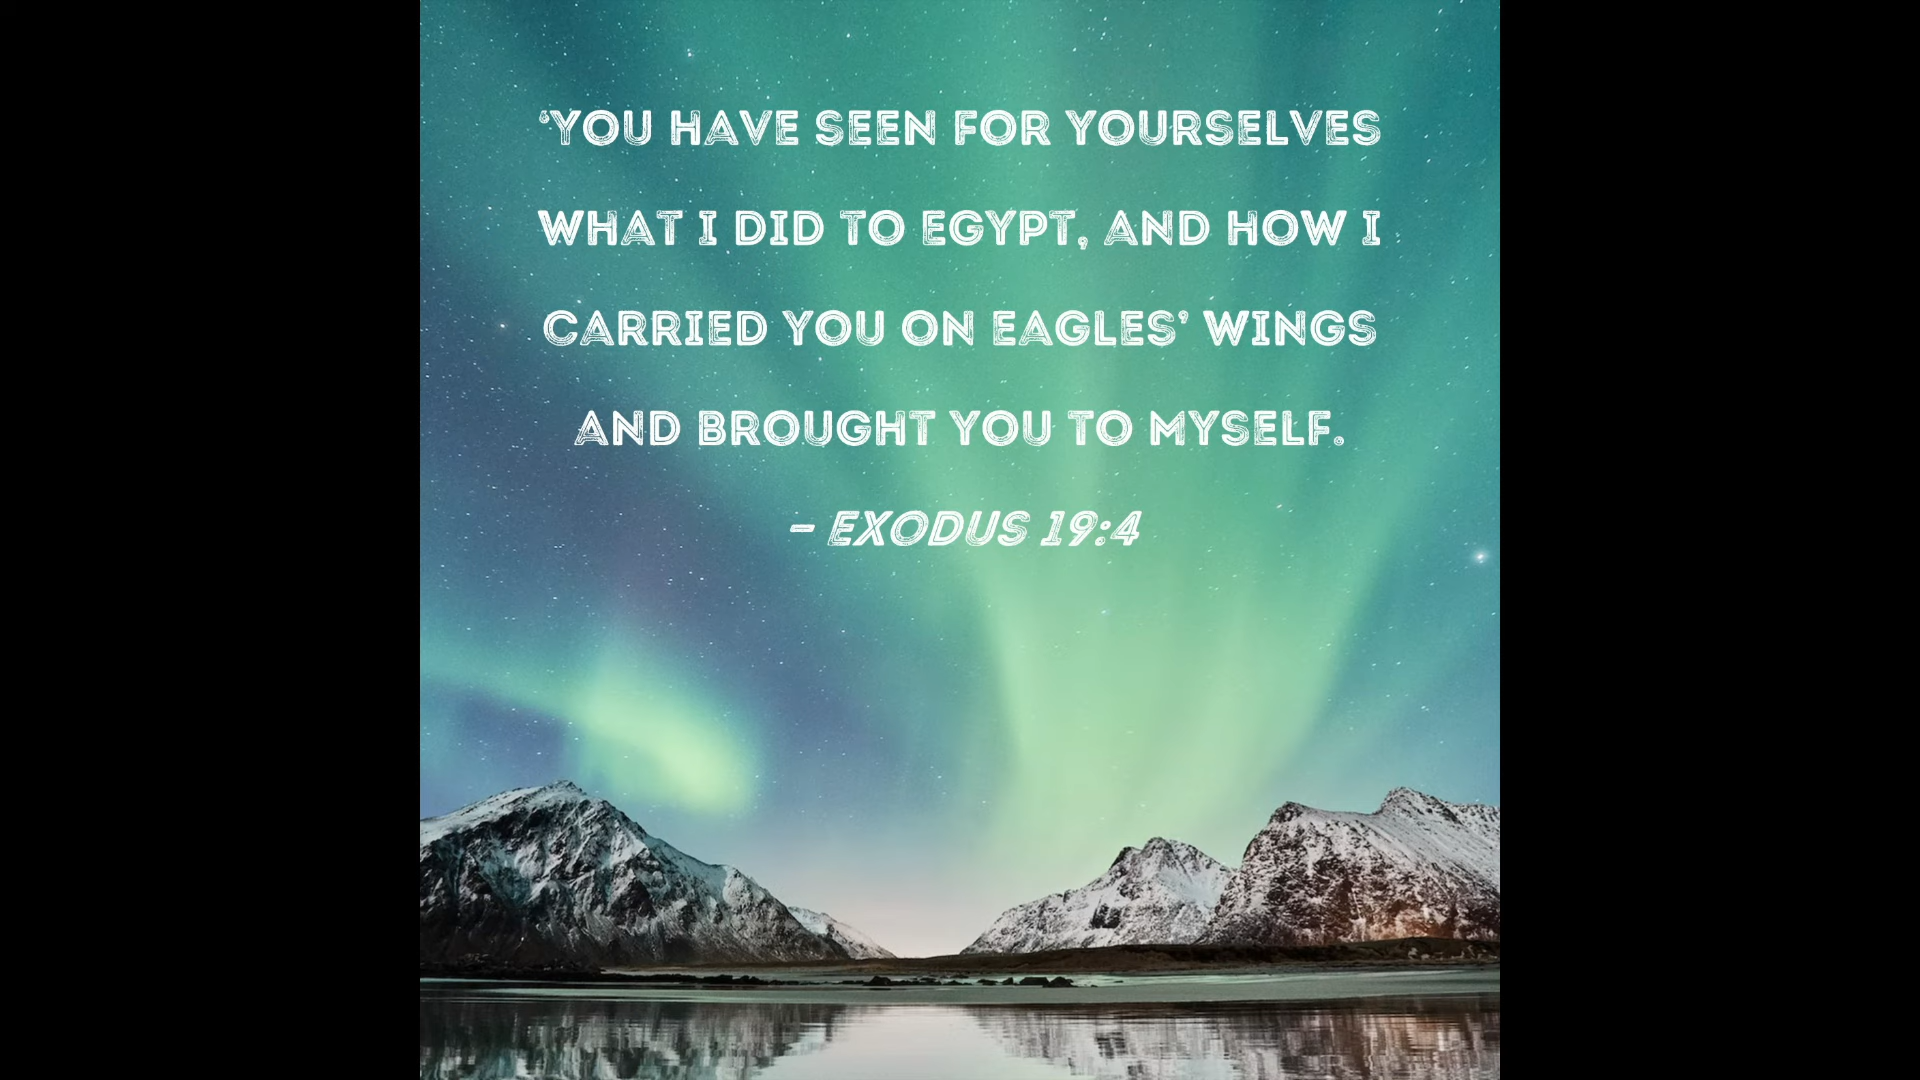 ‘YOU HAVE SEEN FOR YOURSELVES
WHAT I DID TO EGYPT, AND HOW I
CARRIED YOU ON EAGLES’ WINGS
AND BROUGHT YOU TO MYSELF.
– EXODUS 19:4